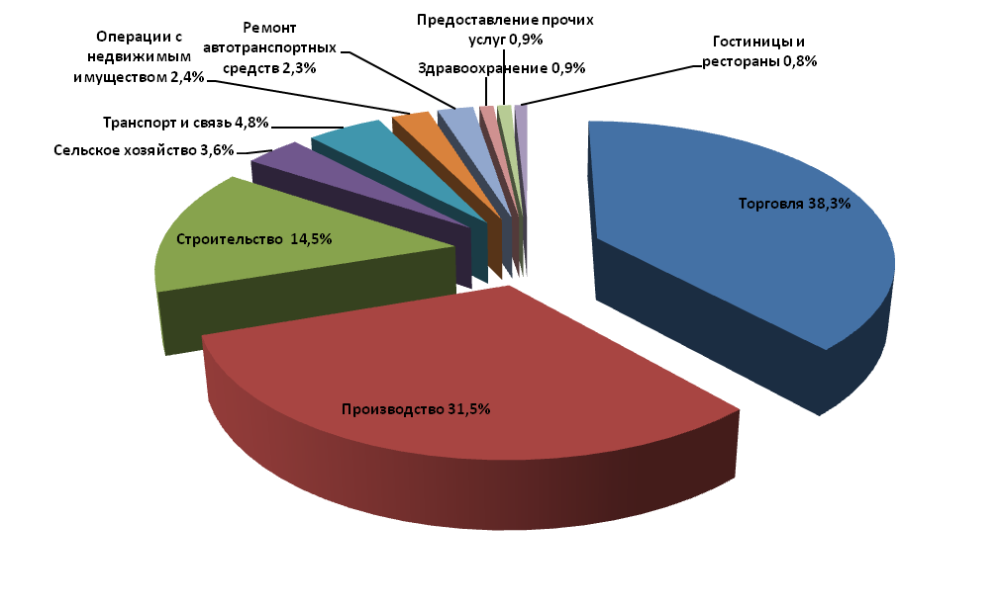 Предоставление прочих
услуг 0,9%
Ремонт
автотранспортных
средств 2,3%
Операции с
недвижимым
имуществом 2,4%
Гостиницы и
рестораны 0,8%
Здравоохранение 0,9%
Транспорт и связь 4,8%
Сельское хозяйство 3,6%
Торговля 38,3%
Строительство 14,5%
Производство 31,5%